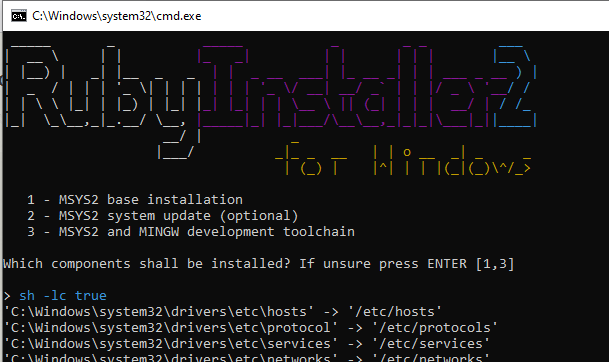 C:\Windows\system32\cmd.exe
RubyInstaller2
for Windows
1 - MSYS2 base installation
2 - MSYS2 system update (optional)
3 - MSYS2 and MINGW development toolchain
Which components shall be installed? If unsure press ENTER [1,3]
> sh -lc true
'C:\Windows\system32\drivers\etc\hosts' -> '/etc/hosts'
'C:\Windows\system32\drivers\etc\protocol' -> '/etc/protocols'
'C:\Windows\system32\drivers\etc\services' -> '/etc/services'
'C:\Windows\system32\drivers\etc\networks' -> '/etc/networks'